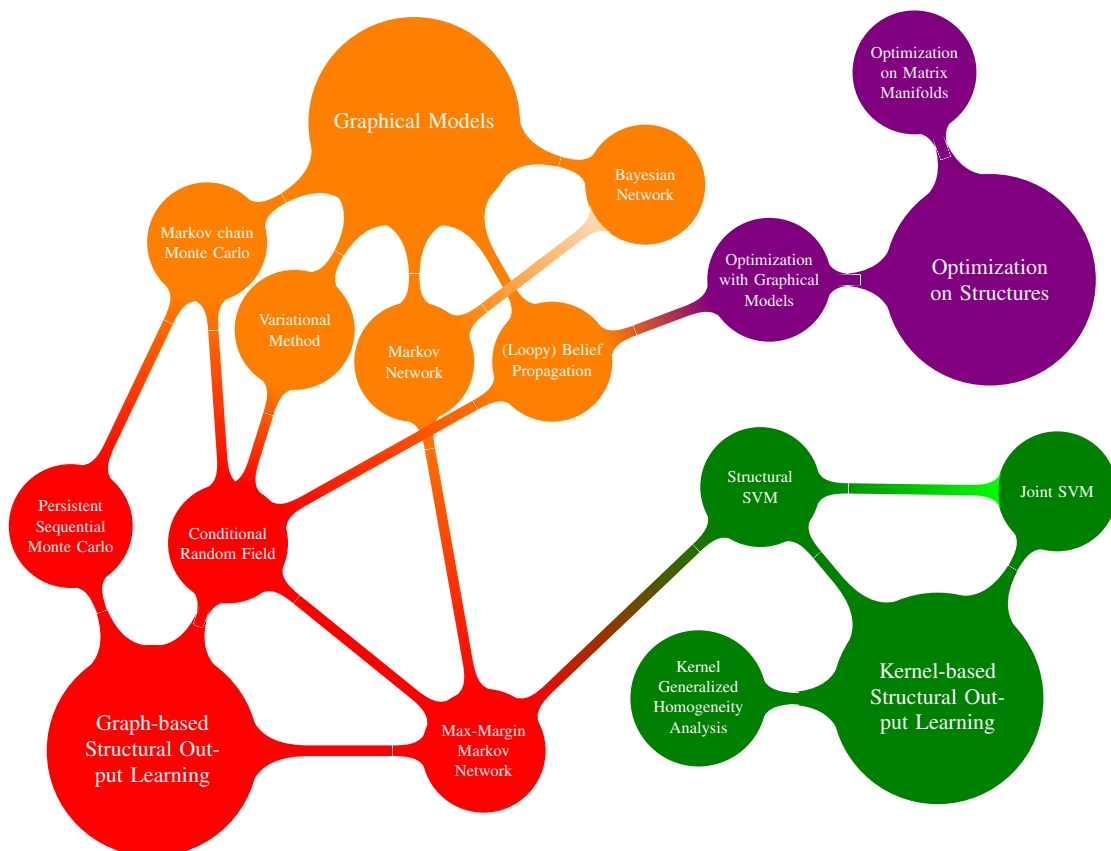 Graphical Models
Optimization
on Matrix
Manifolds
Bayesian
Network
Markov chain
Monte Carlo
Optimization
with Graphical
Models
Optimization
on Structures
Variational
Method
Markov
Network
(Loopy) Belief
Propagation
Structural
SVM
Joint SVM
Persistent
Sequential
Monte Carlo
Conditional
Random Field
Kernel
Generalized
Homogeneity
Analysis
Kernel-based
Structural Out-
put Learning
Graph-based
Structural Out-
put Learning
Max-Margin
Markov
Network